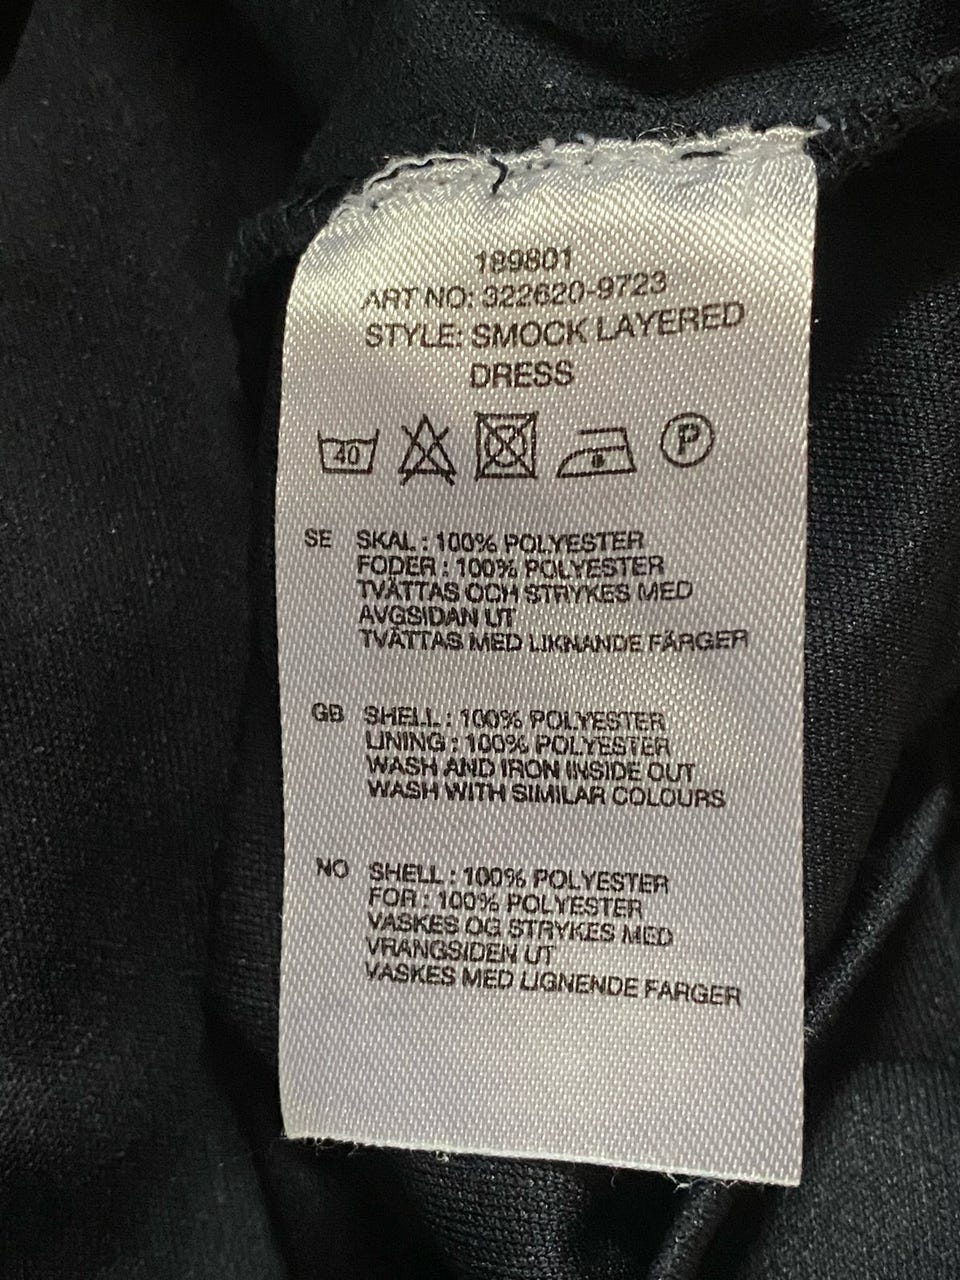 189801
ART NO: 322620-9723
STYLE: SMOCK LAYERED
DRESS
40 P
SE SKAL : 100% POLYESTER
FODER : 100% POLYESTER
TVÄTTAS OCH STRYKES MED
AVGSIDAN UT
TVÄTTAS MED LIKNANDE FÄRGER
GB SHELL : 100% POLYESTER
LINING : 100% POLYESTER
WASH AND IRON INSIDE OUT
WASH WITH SIMILAR COLOURS
NO SHELL : 100% POLYESTER
FOR : 100% POLYESTER
VASKES OG STRYKES MED
VRANGSIDEN UT
VASKES MED LIGNENDE FARGER